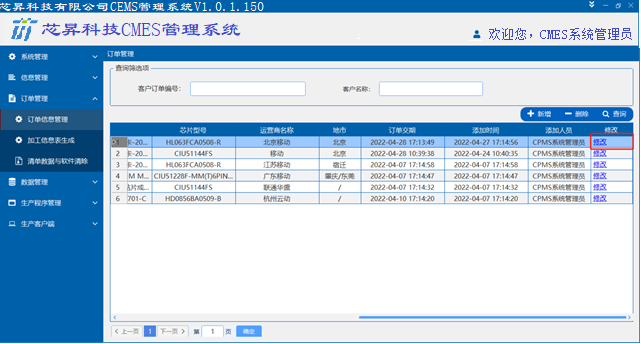 芯昇科技有限公司CEMS管理系统V1.0.1.150
芯昇科技CMES管理系统
欢迎您，CMES系统管理员
系统管理
信息管理
订单管理
订单信息管理
加工信息表生成
清单数据与软件清除
数据管理
生产程序管理
生产客户端
订单管理
查询筛选项
客户订单编号：
客户名称：
新增 删除 查询
芯片型号 运营商名称 地市 订单交期 添加时间 添加人员 修改
1 卡-20... HL063FCA0508-R 北京移动 北京 2022-04-28 17:13:49 2022-04-27 17:14:56 CPMS系统管理员 修改
2 卡-20... CIU51144FS 移动 北京 2022-04-28 10:39:38 2022-04-24 10:40:35 CPMS系统管理员 修改
3 卡-20... HL063FCA0508-R 江苏移动 宿迁 2022-04-07 17:14:58 2022-04-07 17:14:58 CPMS系统管理员 修改
4 M M... CIU51228F-MM(T)6PIN... 广东移动 肇庆/东莞 2022-04-07 17:14:47 2022-04-07 17:14:47 CPMS系统管理员 修改
5 片成... CIU51144FS 联通华盛 / 2022-04-07 17:14:32 2022-04-07 17:14:32 CPMS系统管理员 修改
6 701-C HD0856BA0509-B 杭州云动 / 2022-04-10 17:14:20 2022-04-07 17:14:20 CPMS系统管理员 修改
上一页 1 下一页 第 1 页 确定